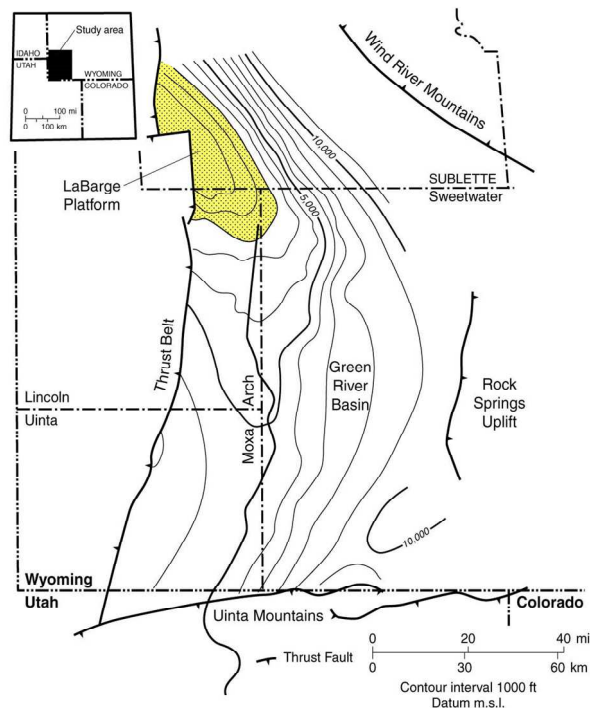 Study area
IDAHO
UTAH
WYOMING
COLORADO
0 100 mi
0 100 km
Wind River Mountains
10,000
LaBarge
Platform
SUBLETTE
Sweetwater
5,000
Thrust Belt
Green
River
Basin
Rock
Springs
Uplift
Lincoln
Uinta
Moxa Arch
10,000
Wyoming
Utah
Colorado
Uinta Mountains
Thrust Fault
0 20 40 mi
0 30 60 km
Contour interval 1000 ft
Datum m.s.l.